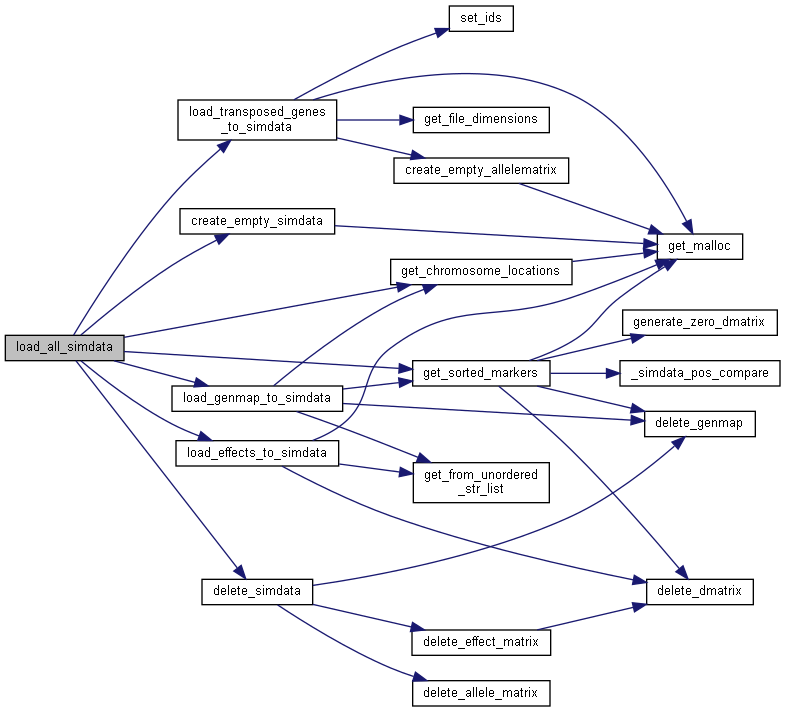 set_ids
load_transposed_genes
_to_simdata
get_file_dimensions
create_empty_allelematrix
create_empty_simdata
get_malloc
get_chromosome_locations
generate_zero_dmatrix
load_all_simdata
get_sorted_markers
_simdata_pos_compare
load_genmap_to_simdata
delete_genmap
load_effects_to_simdata
get_from_unordered
_str_list
delete_simdata
delete_dmatrix
delete_effect_matrix
delete_allele_matrix